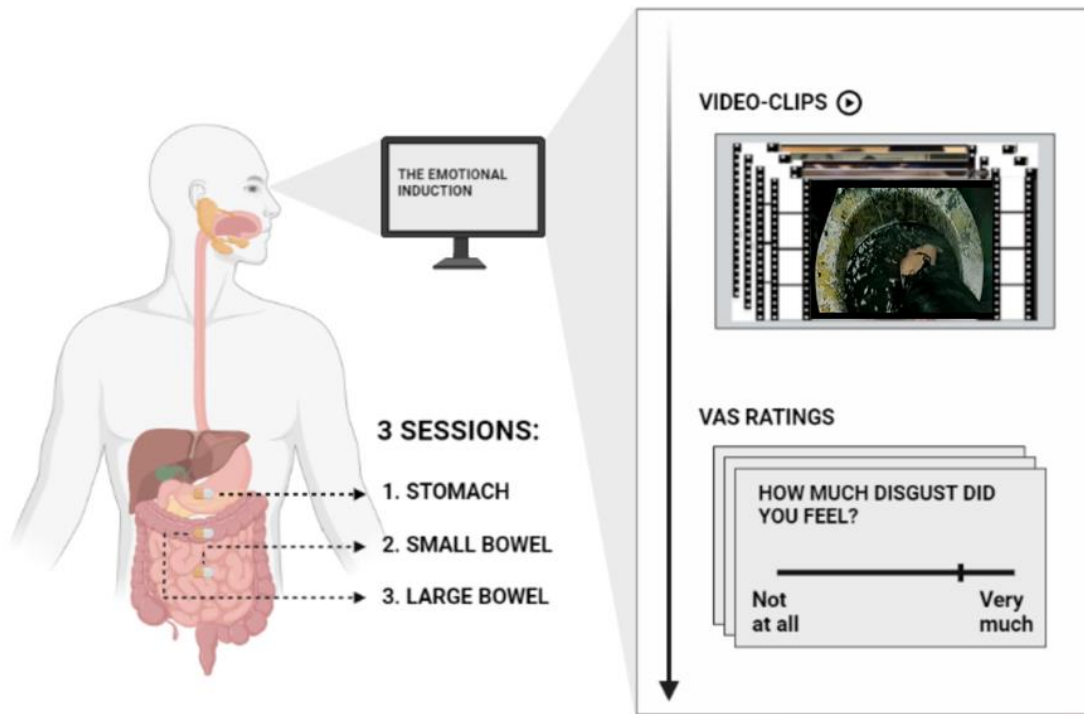 THE EMOTIONAL
INDUCTION
3 SESSIONS:
1. STOMACH
2. SMALL BOWEL
3. LARGE BOWEL
VIDEO-CLIPS
VAS RATINGS
HOW MUCH DISGUST DID
YOU FEEL?
Not
at all
Very
much